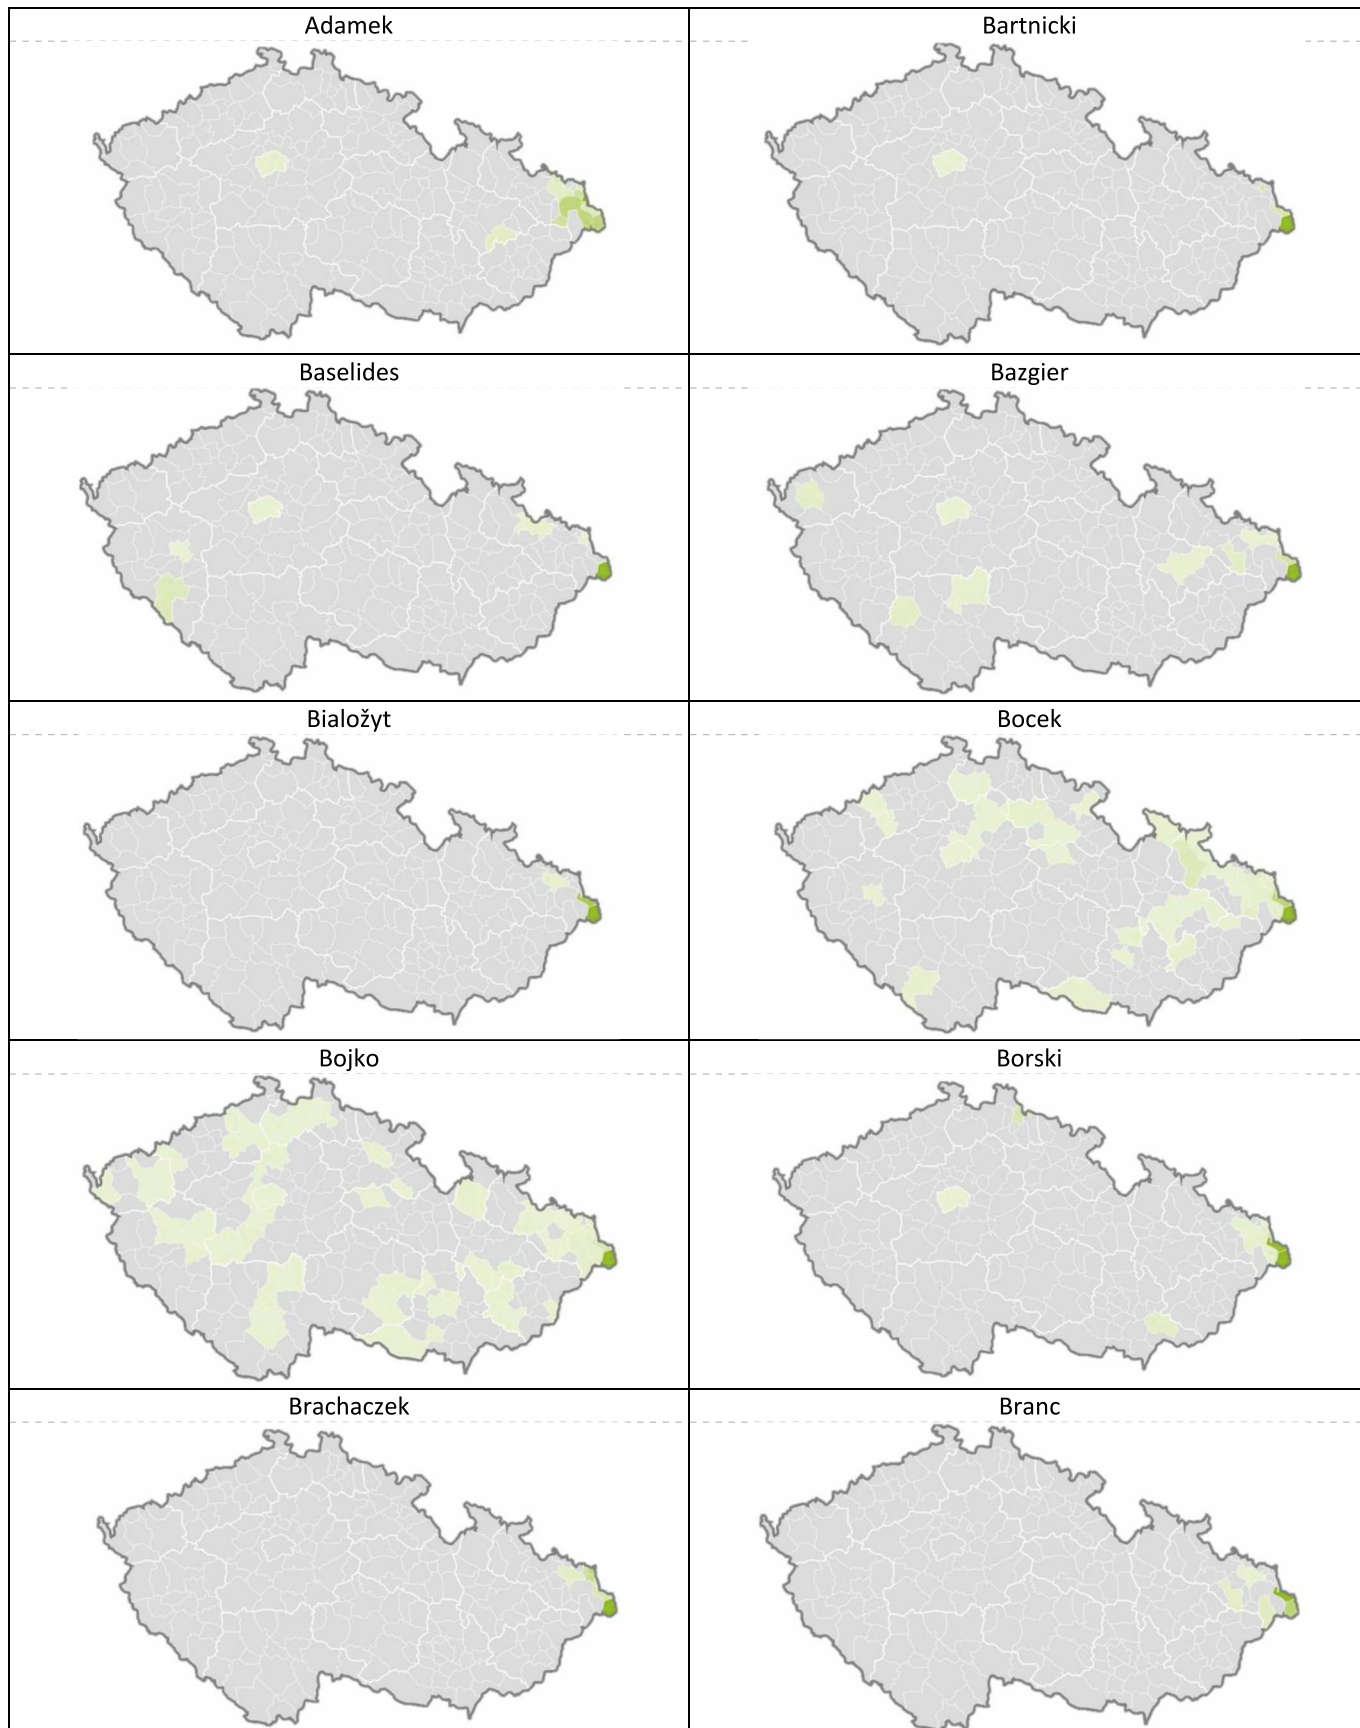 Adamek
Bartnicki
Baselides
Bazgier
Bialožyt
Bocek
Bojko
Borski
Brachaczek
Branc